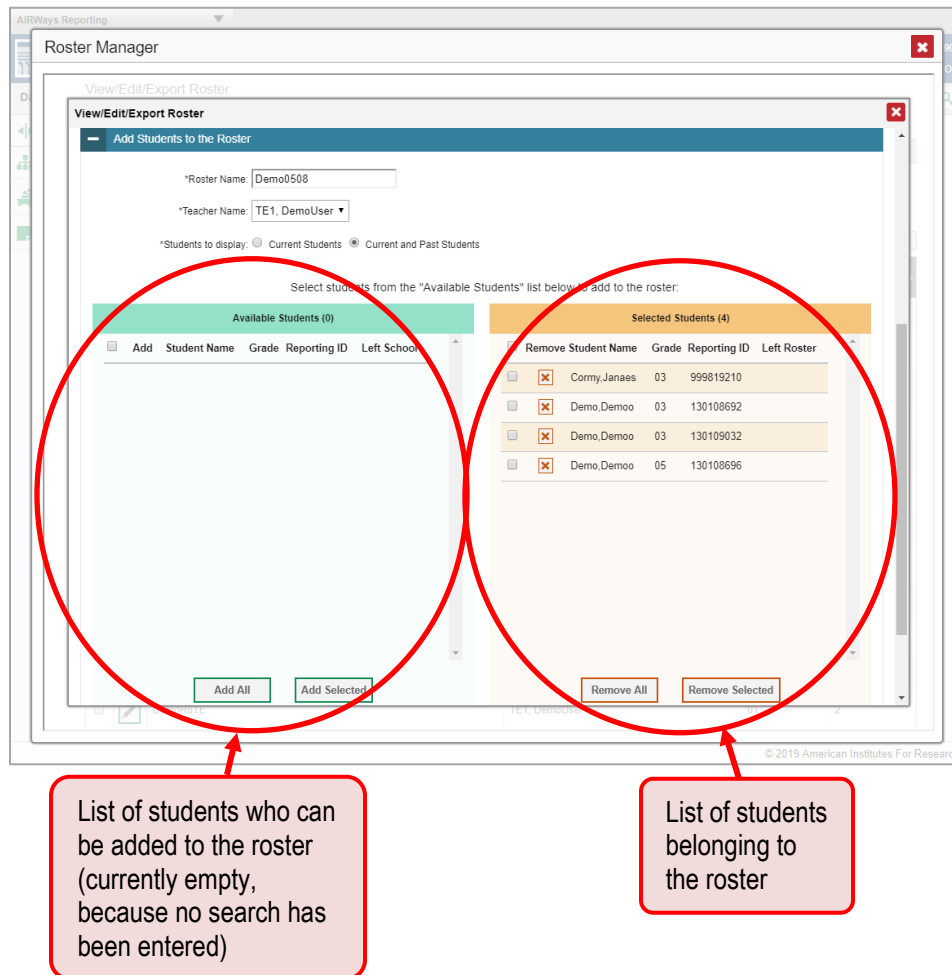 AIRWays Reporting
Roster Manager
View/Edit/Export Roster
View/Edit/Export Roster
Add Students to the Roster
*Roster Name: Demo0508
*Teacher Name: TE1, DemoUser
*Students to display: Current Students Current and Past Students
Select students from the "Available Students" list below to add to the roster:
Available Students (0)
Add Student Name Grade Reporting ID Left School
Selected Students (4)
Remove Student Name Grade Reporting ID Left Roster
Cormy,Janaes 03 999819210
Demo,Demoo 03 130108692
Demo,Demoo 03 130109032
Demo,Demoo 05 130108696
Add All Add Selected
Remove All Remove Selected
TE1, DemoUser 2
© 2019 American Institutes For Research
List of students who can
be added to the roster
(currently empty,
because no search has
been entered)
List of students
belonging to
the roster